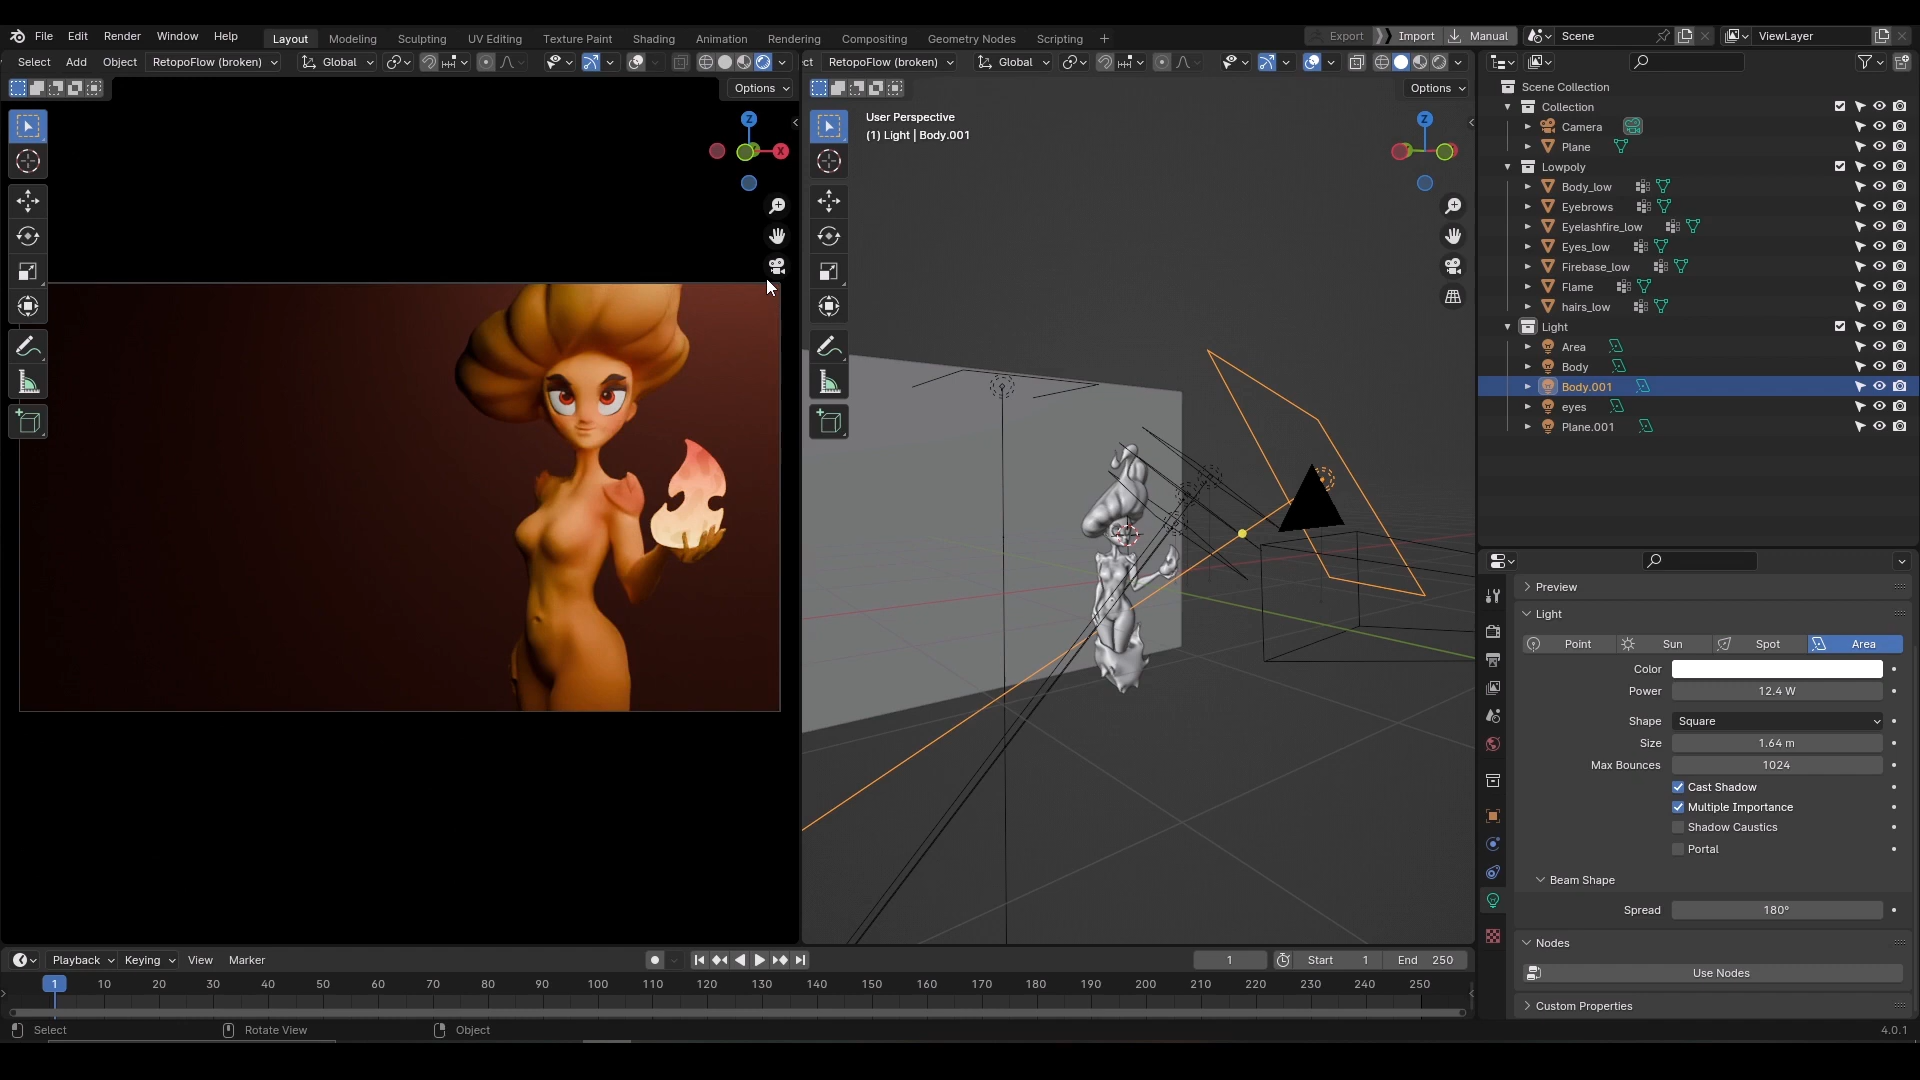 File Edit Render Window Help Layout Modeling Sculpting UV Editing Texture Paint Shading Animation Rendering Compositing Geometry Nodes Scripting + Export Import Manual Scene ViewLayer
Select Add Object RetopoFlow (broken) Global
ct RetopoFlow (broken) Global
Options
Options
Z
X
User Perspective
(1) Light | Body.001
Z
Scene Collection
Collection
Camera
Plane
Lowpoly
Body_low
Eyebrows
Eyelashfire_low
Eyes_low
Firebase_low
Flame
hairs_low
Light
Area
Body
Body.001
eyes
Plane.001
Preview
Light
Point Sun Spot Area
Color
Power 12.4 W
Shape Square
Size 1.64 m
Max Bounces 1024
Cast Shadow
Multiple Importance
Shadow Caustics
Portal
Beam Shape
Spread 180°
Nodes
Use Nodes
Custom Properties
Playback Keying View Marker 1 Start 1 End 250
1 10 20 30 40 50 60 70 80 90 100 110 120 130 140 150 160 170 180 190 200 210 220 230 240 250
Select Rotate View Object 4.0.1